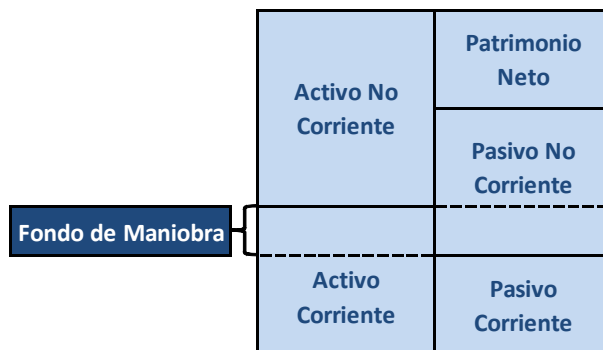 Patrimonio
Neto
Activo No
Corriente
Pasivo No
Corriente
Fondo de Maniobra
Activo
Corriente
Pasivo
Corriente